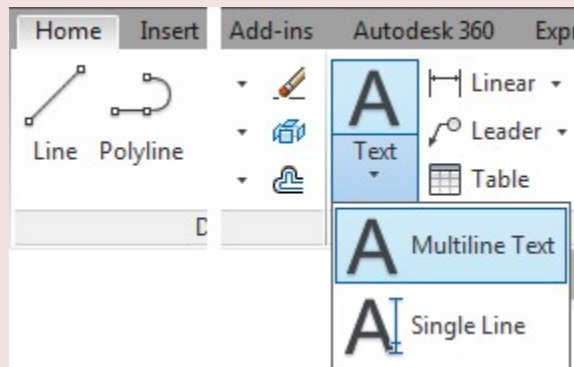 Home Insert Add-ins Autodesk 360
Linear
Line Polyline Text Leader
Table
Multiline Text
Single Line